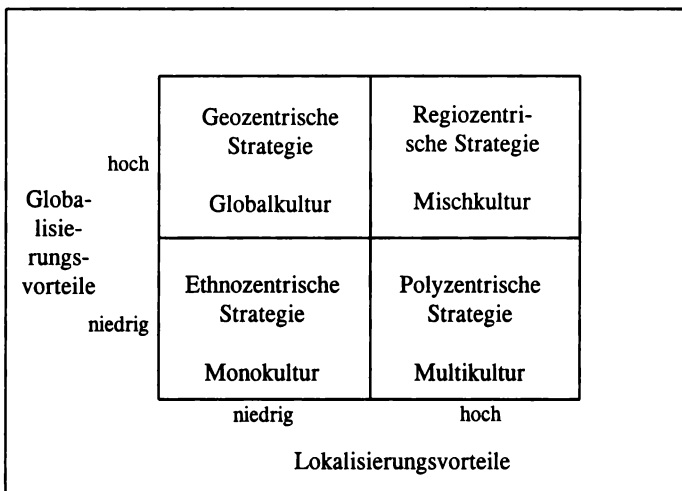 Geozentrische
Strategie
Globalkultur
Regiozentri-
sche Strategie
Mischkultur
hoch
Globa-
lisie-
rungs-
vorteile
niedrig
Ethnozentrische
Strategie
Monokultur
Polyzentrische
Strategie
Multikultur
niedrig
hoch
Lokalisierungsvorteile